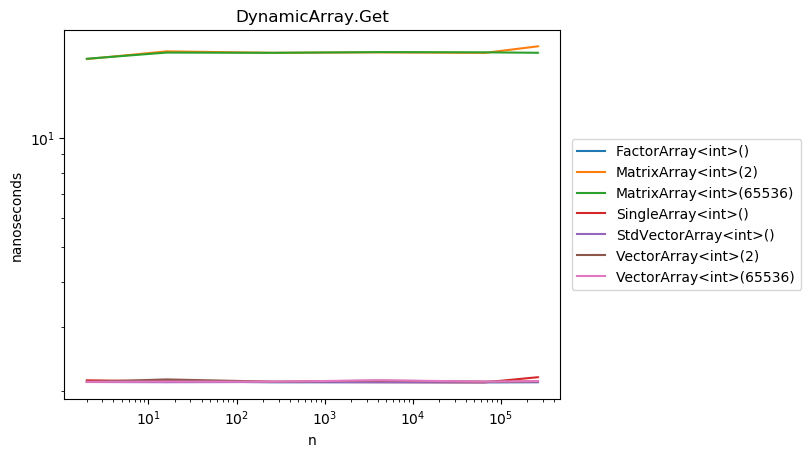 DynamicArray.Get
nanoseconds
10¹
10¹
10²
10³
10⁴
10⁵
n
FactorArray<int>()
MatrixArray<int>(2)
MatrixArray<int>(65536)
SingleArray<int>()
StdVectorArray<int>()
VectorArray<int>(2)
VectorArray<int>(65536)